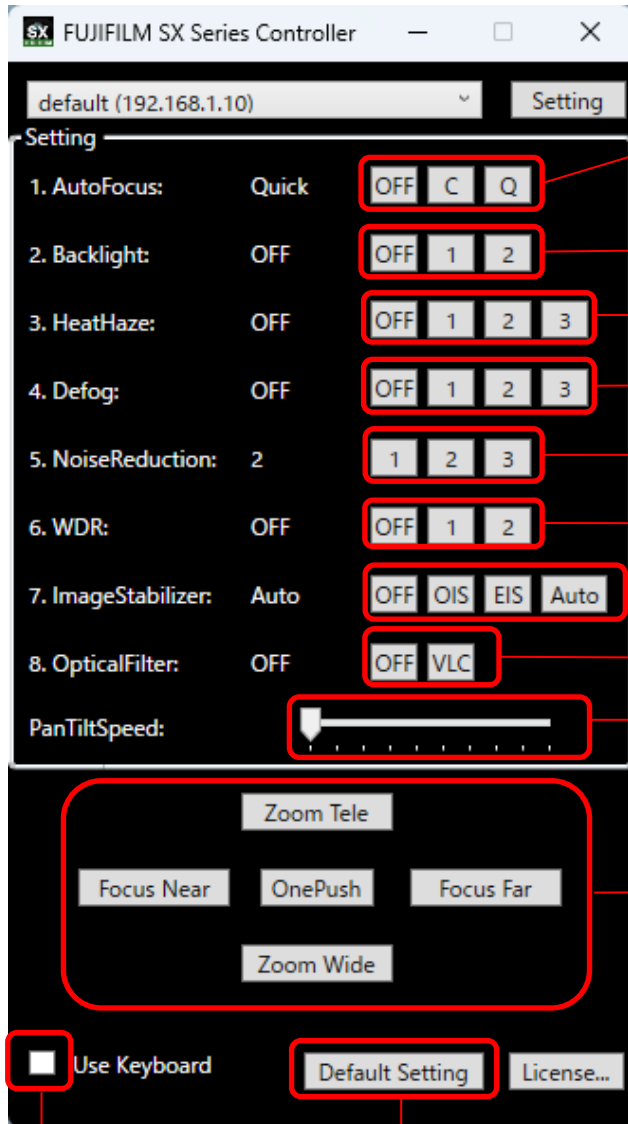 SX FUJIFILM SX Series Controller
default (192.168.1.10) Setting
Setting
1. AutoFocus: Quick OFF C Q
2. Backlight: OFF OFF 1 2
3. HeatHaze: OFF OFF 1 2 3
4. Defog: OFF OFF 1 2 3
5. NoiseReduction: 2 1 2 3
6. WDR: OFF OFF 1 2
7. ImageStabilizer: Auto OFF OIS EIS Auto
8. OpticalFilter: OFF OFF VLC
PanTiltSpeed:
Zoom Tele
Focus Near OnePush Focus Far
Zoom Wide
Use Keyboard Default Setting License...